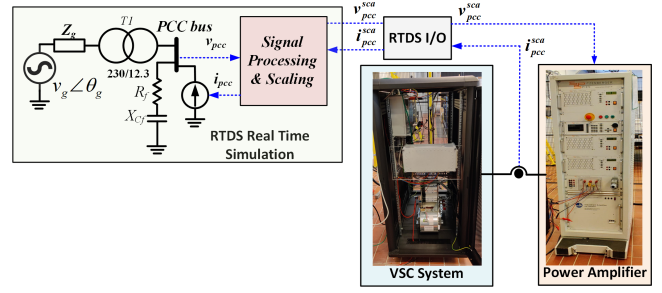 Z_g
T1
PCC bus
230/12.3
v_g∠θ_g
R_f
X_Cf
v_pcc
i_pcc
Signal
Processing
& Scaling
RTDS Real Time
Simulation
v_pcc^sca
i_pcc^sca
RTDS I/O
v_pcc^sca
i_pcc^sca
VSC System
Power Amplifier